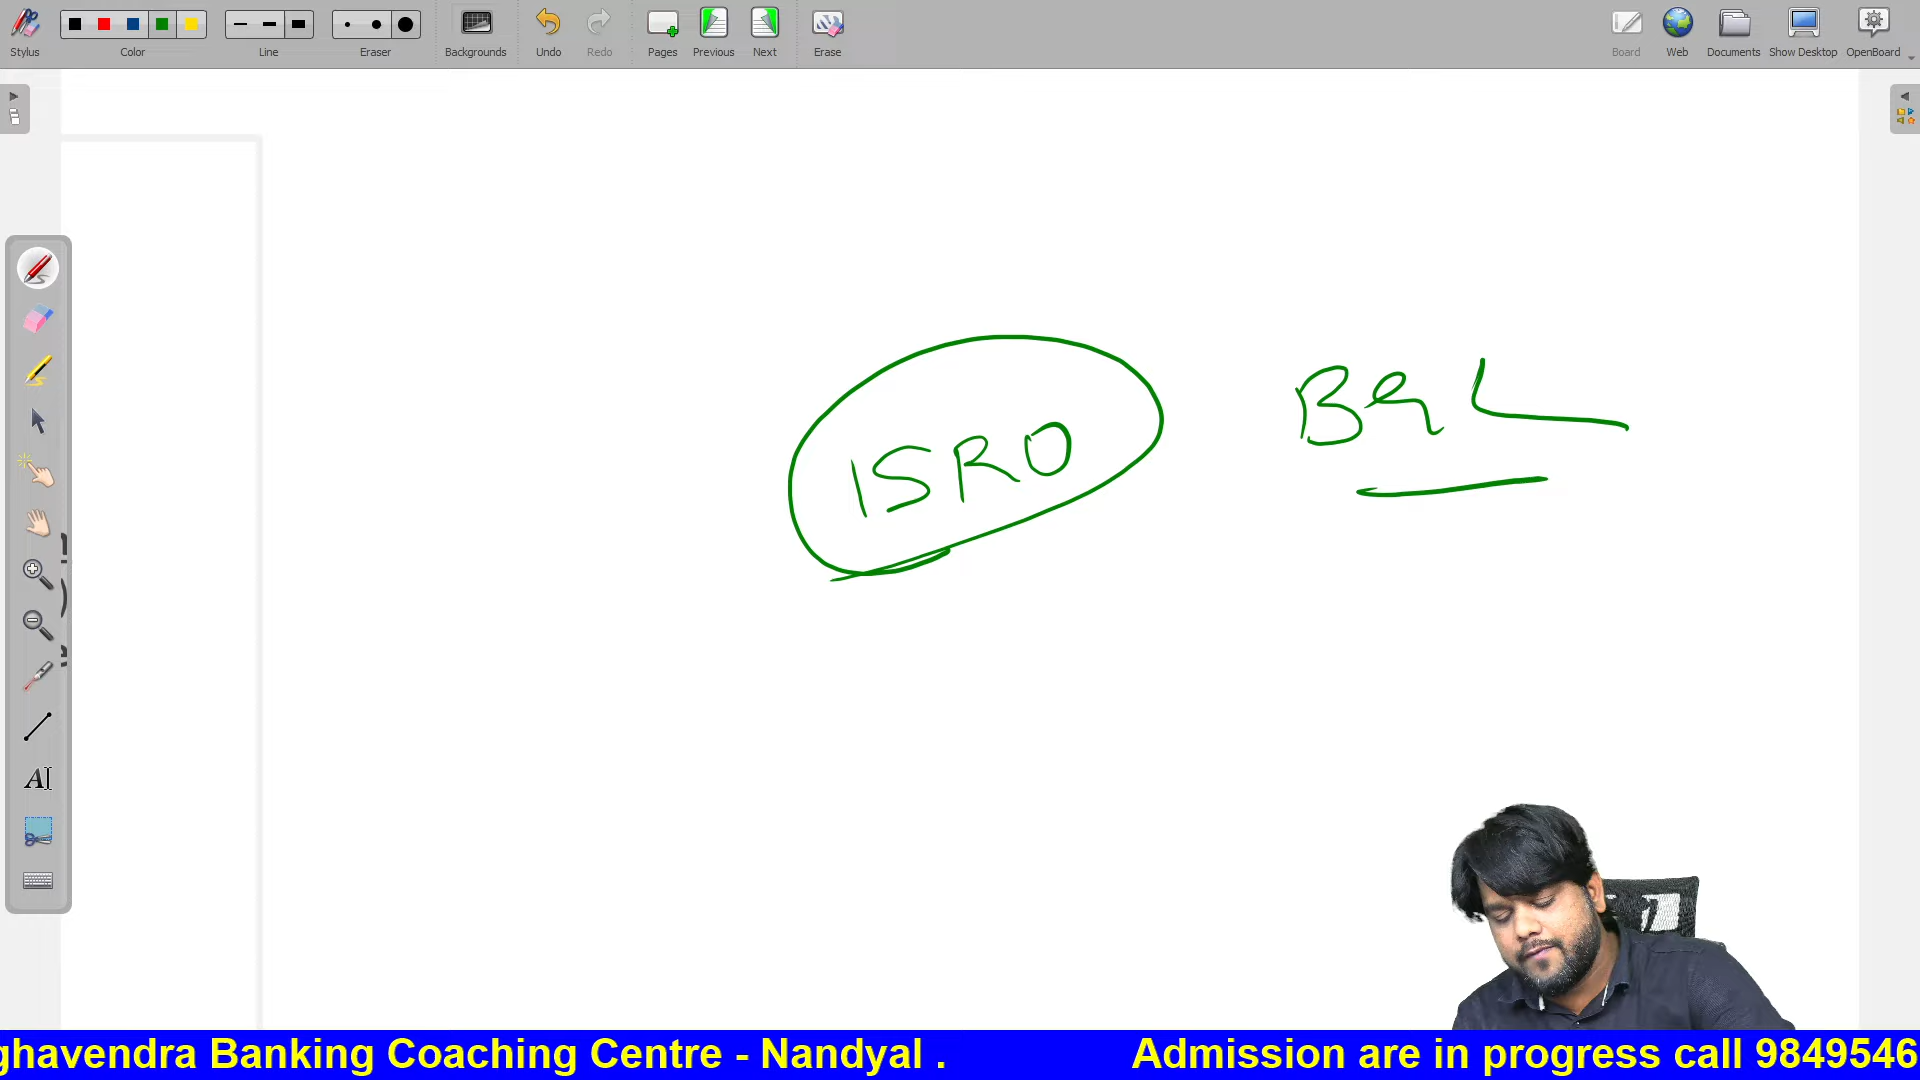 Stylus Color Line Eraser Backgrounds Undo Redo Pages Previous Next Erase Board Web Documents Show Desktop OpenBoard
ISRO
ghavendra Banking Coaching Centre - Nandyal . Admission are in progress call 9849546